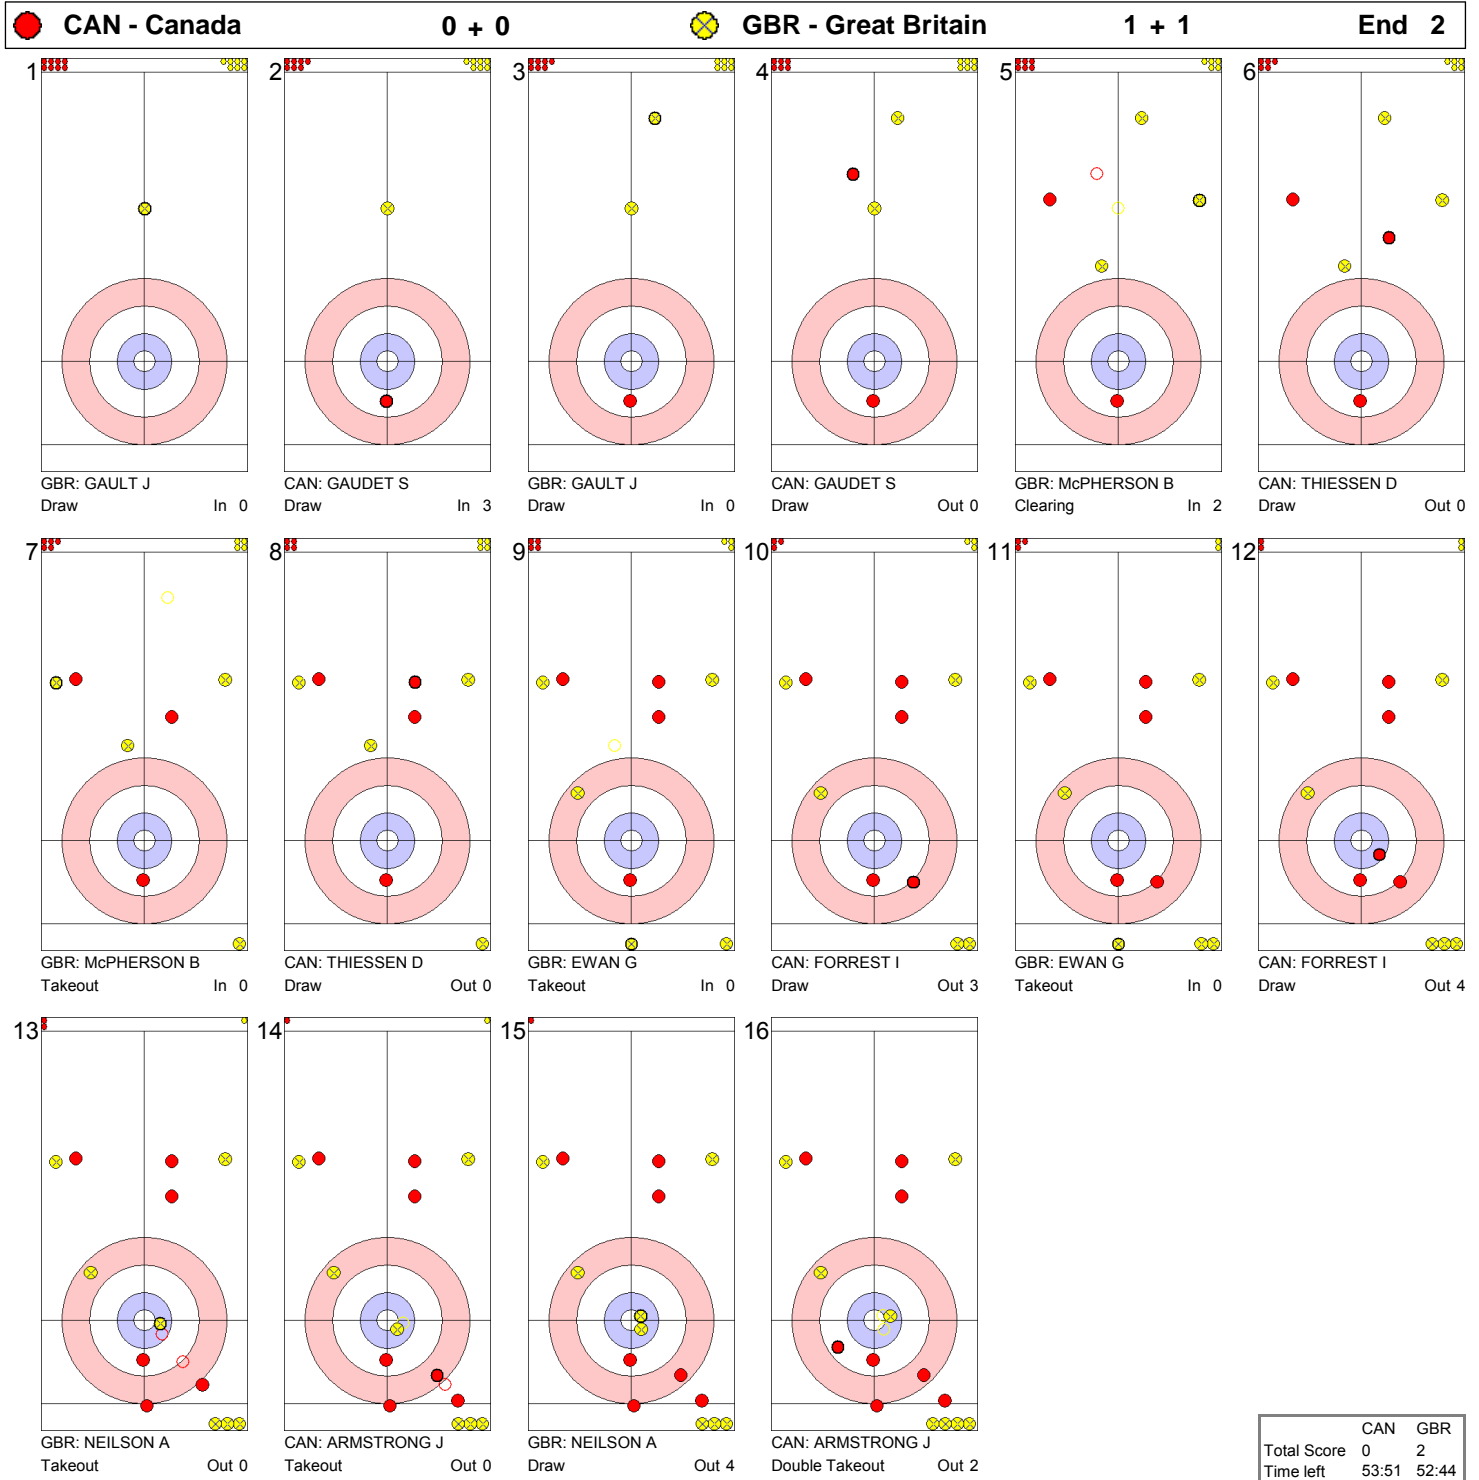 CAN - Canada 0 + 0 GBR - Great Britain 1 + 1 End 2
1 2 3 4 5 6
GBR: GAULT J CAN: GAUDET S GBR: GAULT J CAN: GAUDET S GBR: McPHERSON B CAN: THIESSEN D
Draw In 0 Draw In 3 Draw In 0 Draw Out 0 Clearing In 2 Draw Out 0
7 8 9 10 11 12
GBR: McPHERSON B CAN: THIESSEN D GBR: EWAN G CAN: FORREST I GBR: EWAN G CAN: FORREST I
Takeout In 0 Draw Out 0 Takeout In 0 Draw Out 3 Takeout In 0 Draw Out 4
13 14 15 16
GBR: NEILSON A CAN: ARMSTRONG J GBR: NEILSON A CAN: ARMSTRONG J
Takeout Out 0 Takeout Out 0 Draw Out 4 Double Takeout Out 2
CAN GBR
Total Score 0 2
Time left 53:51 52:44